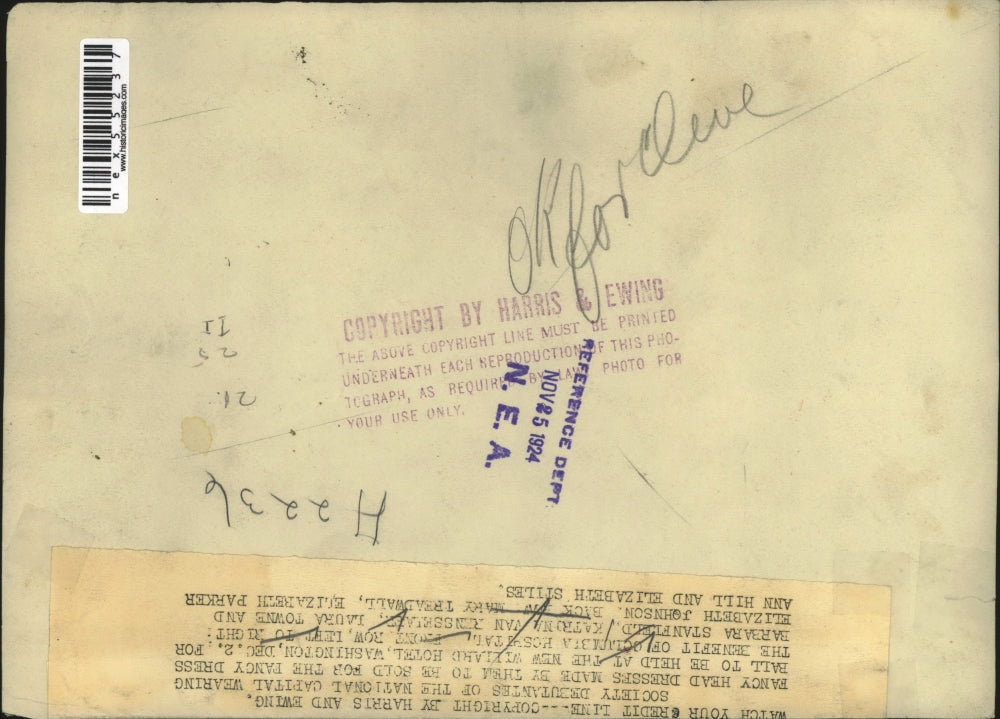 nex55237
www.historicimages.com
OK for Cleve
COPYRIGHT BY HARRIS & EWING
THE ABOVE COPYRIGHT LINE MUST BE PRINTED
UNDERNEATH EACH REPRODUCTION OF THIS PHO-
TOGRAPH, AS REQUIRED BY LAW. PHOTO FOR
YOUR USE ONLY.
REFERENCE DEPT.
NOV 25 1924
N. E. A.
21
25
II
H2236
WATCH YOUR CREDIT LINE---COPYRIGHT BY HARRIS AND EWING.
SOCIETY DEBUTANTES OF THE NATIONAL CAPITAL WEARING
FANCY HEAD DRESSES MADE BY THEM TO BE SOLD FOR THE FANCY DRESS
BALL TO BE HELD AT THE NEW WILLARD HOTEL, WASHINGTON, DEC. 2. FOR
THE BENEFIT OF COLUMBIA HOSPITAL. FRONT ROW LEFT TO RIGHT:
BARBARA STANFIELD, KATRINA VAN RENSSELAER, LAURA TOWNE AND
ELIZABETH JOHNSON. BACK ROW MARY TREADWALL, ELIZABETH PARKER
ANN HILL AND ELIZABETH STILES.